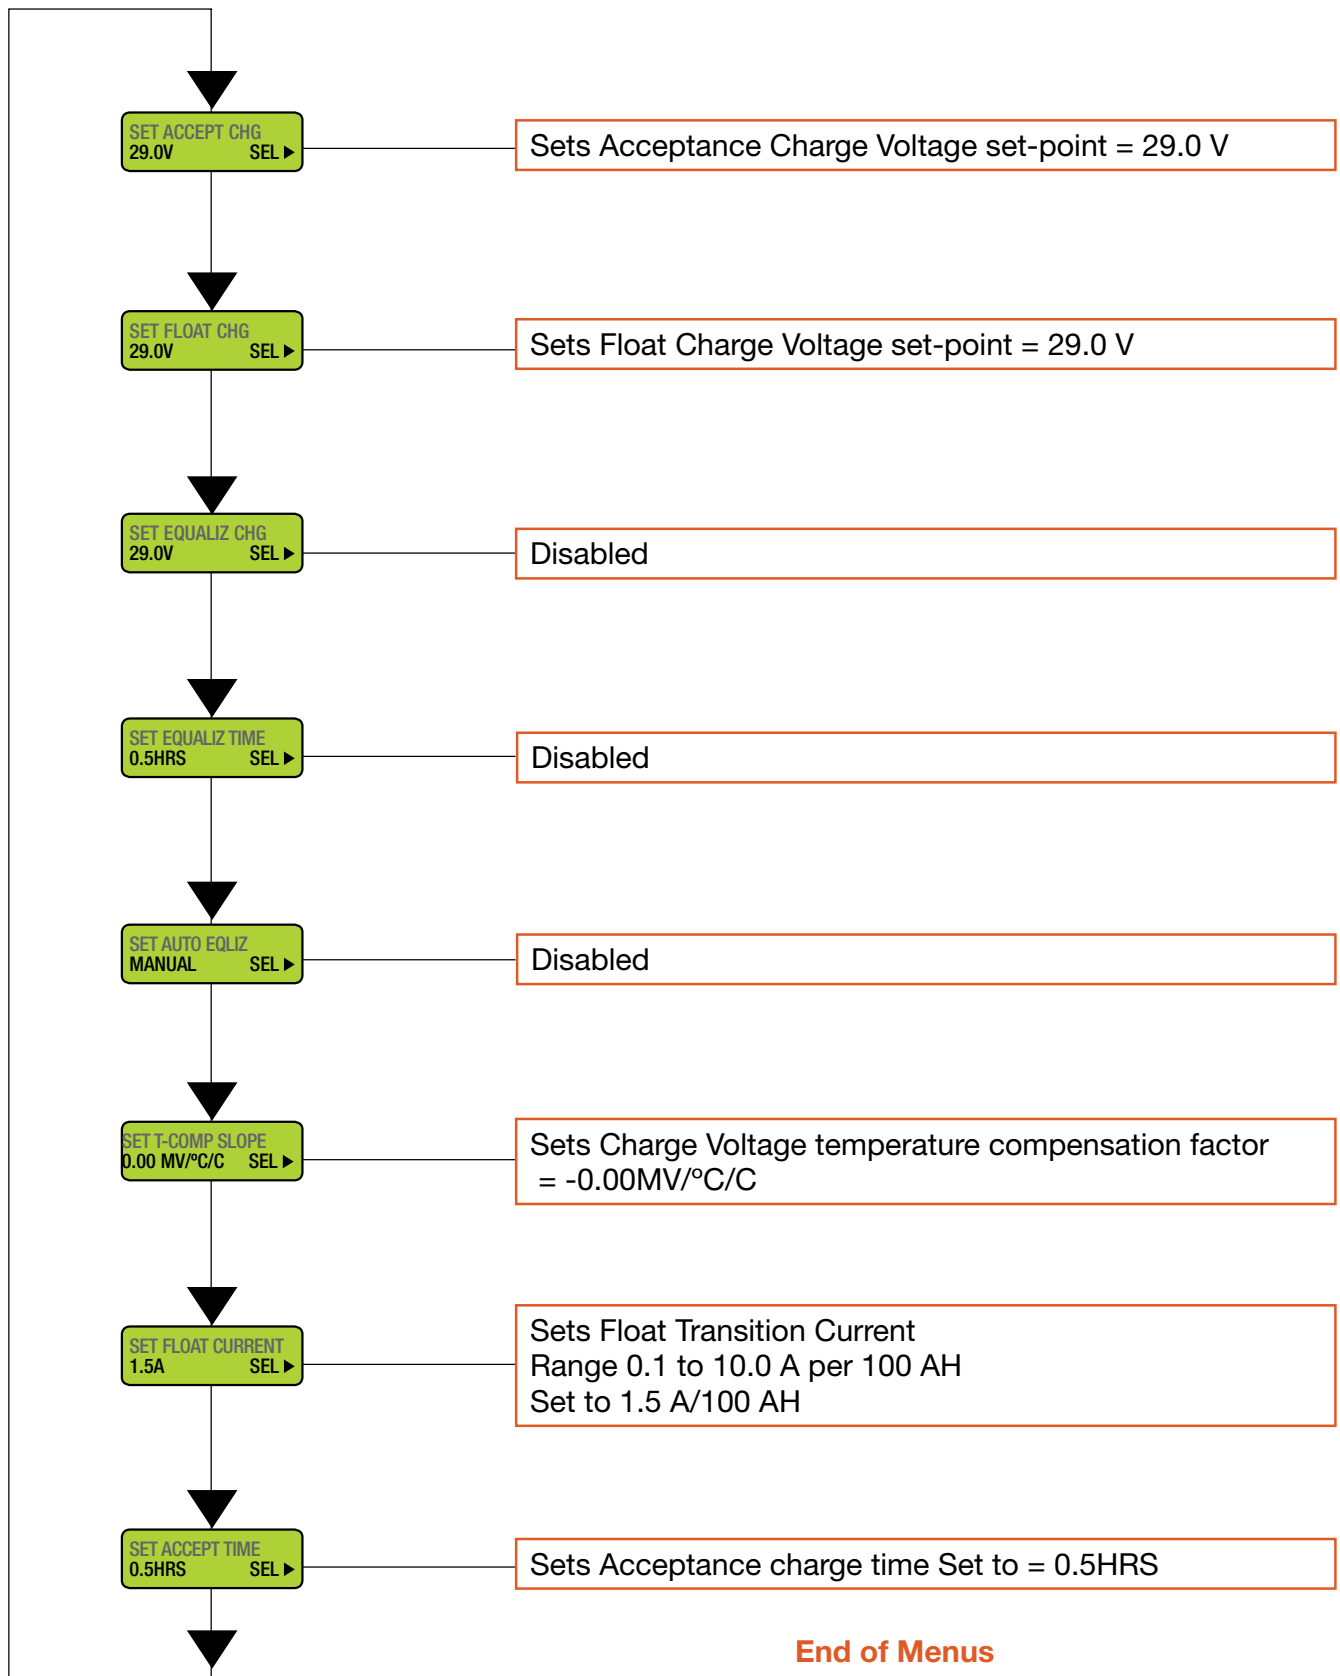 SET ACCEPT CHG
29.0V SEL ▶
Sets Acceptance Charge Voltage set-point = 29.0 V
SET FLOAT CHG
29.0V SEL ▶
Sets Float Charge Voltage set-point = 29.0 V
SET EQUALIZ CHG
29.0V SEL ▶
Disabled
SET EQUALIZ TIME
0.5HRS SEL ▶
Disabled
SET AUTO EQLIZ
MANUAL SEL ▶
Disabled
SET T-COMP SLOPE
0.00 MV/ºC/C SEL ▶
Sets Charge Voltage temperature compensation factor
= -0.00MV/ºC/C
SET FLOAT CURRENT
1.5A SEL ▶
Sets Float Transition Current
Range 0.1 to 10.0 A per 100 AH
Set to 1.5 A/100 AH
SET ACCEPT TIME
0.5HRS SEL ▶
Sets Acceptance charge time Set to = 0.5HRS
End of Menus